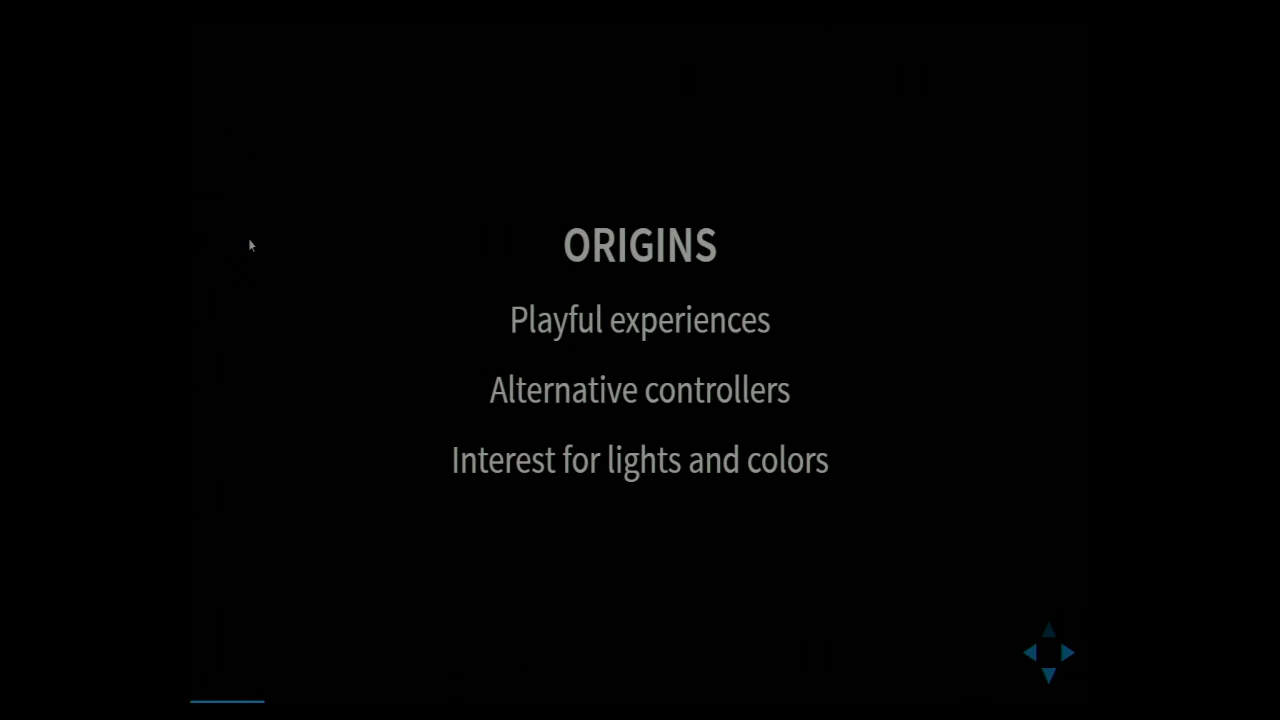 ORIGINS
Playful experiences
Alternative controllers
Interest for lights and colors